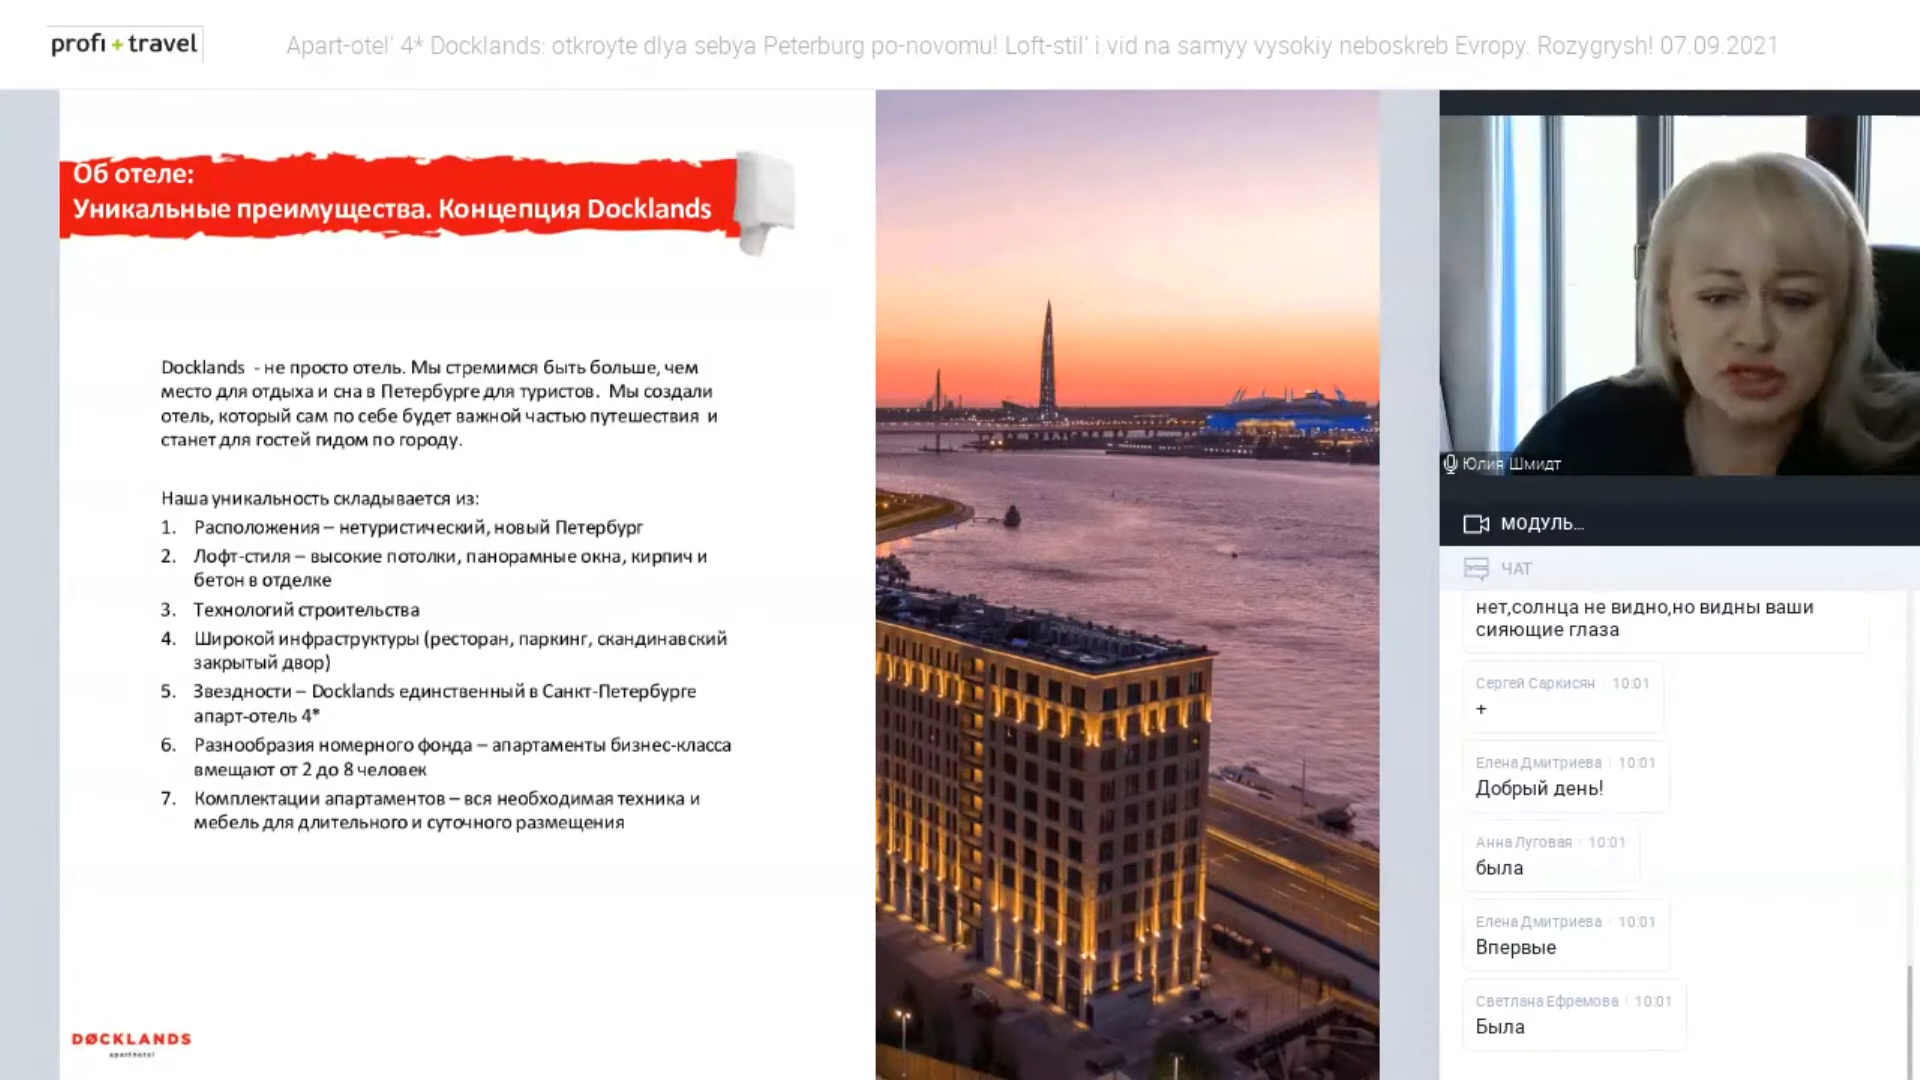 profi + travel
Apart-otel' 4* Docklands: otkroyte dlya sebya Peterburg po-novomu! Loft-stil' i vid na samyy vysokiy neboskreb Evropy. Rozygrysh! 07.09.2021
Об отеле:
Уникальные преимущества. Концепция Docklands
Docklands - не просто отель. Мы стремимся быть больше, чем
место для отдыха и сна в Петербурге для туристов. Мы создали
отель, который сам по себе будет важной частью путешествия и
станет для гостей гидом по городу.
Наша уникальность складывается из:
1. Расположения – нетуристический, новый Петербург
2. Лофт-стиля – высокие потолки, панорамные окна, кирпич и
бетон в отделке
3. Технологий строительства
4. Широкой инфраструктуры (ресторан, паркинг, скандинавский
закрытый двор)
5. Звездности – Docklands единственный в Санкт-Петербурге
апарт-отель 4*
6. Разнообразия номерного фонда – апартаменты бизнес-класса
вмещают от 2 до 8 человек
7. Комплектации апартаментов – вся необходимая техника и
мебель для длительного и суточного размещения
DØCKLANDS
aparthotel
Юлия Шмидт
МОДУЛЬ...
ЧАТ
нет,солнца не видно,но видны ваши
сияющие глаза
Сергей Саркисян 10:01
+
Елена Дмитриева 10:01
Добрый день!
Анна Луговая 10:01
была
Елена Дмитриева 10:01
Впервые
Светлана Ефремова 10:01
Была